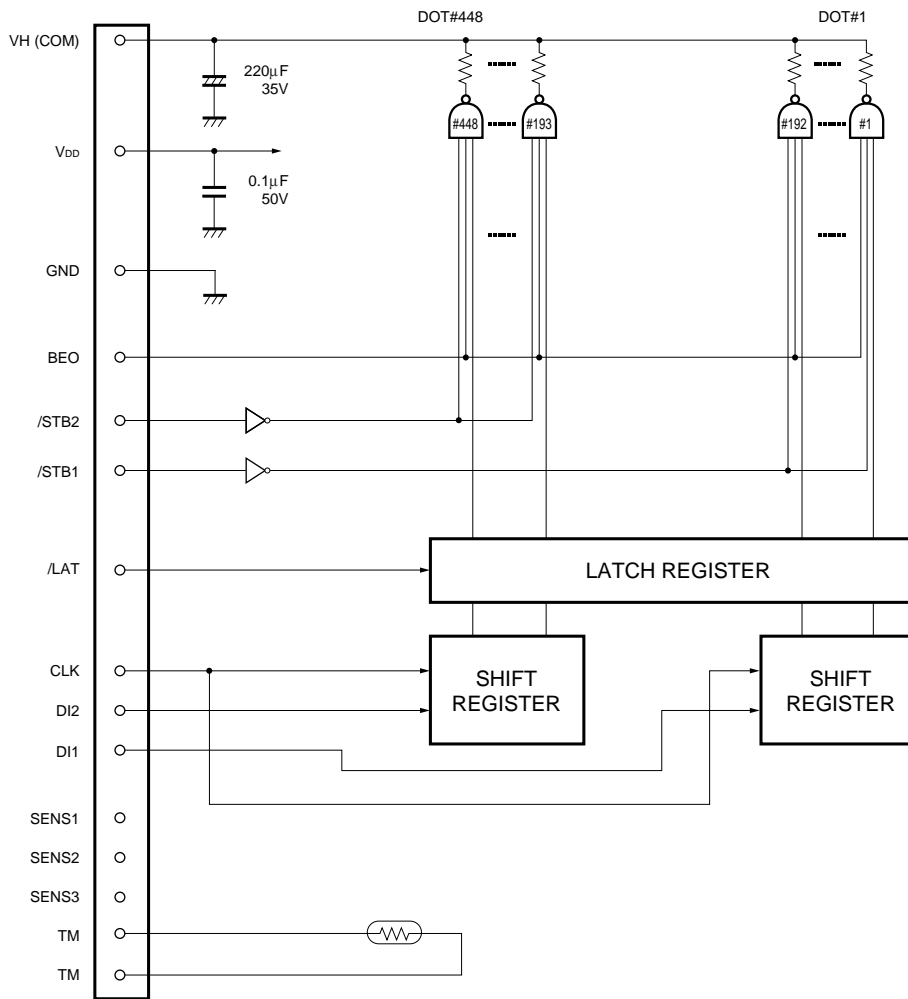 DOT#448
DOT#1
VH (COM)
220μF
35V
#448
#193
#192
#1
VDD
0.1μF
50V
GND
BEO
/STB2
/STB1
/LAT
LATCH REGISTER
CLK
SHIFT
REGISTER
SHIFT
REGISTER
DI2
DI1
SENS1
SENS2
SENS3
TM
TM